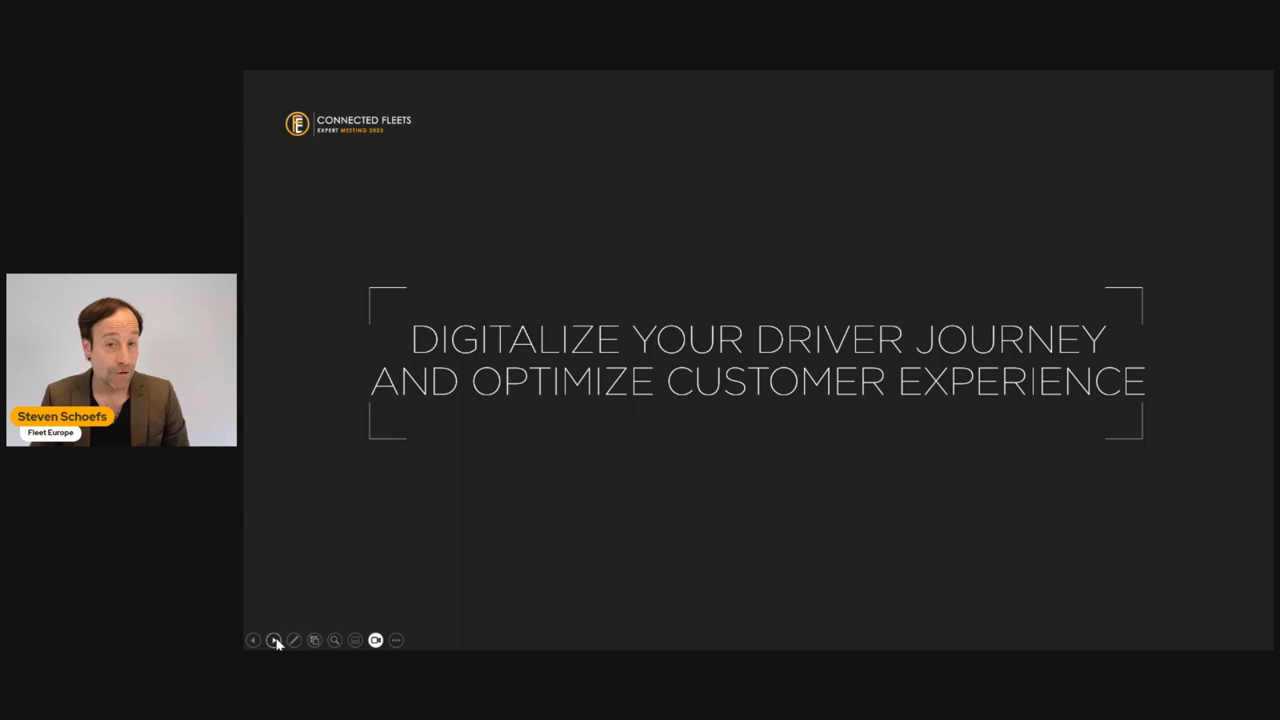 CONNECTED FLEETS
EXPERT MEETING 2023
DIGITALIZE YOUR DRIVER JOURNEY
AND OPTIMIZE CUSTOMER EXPERIENCE
Steven Schoefs
Fleet Europe